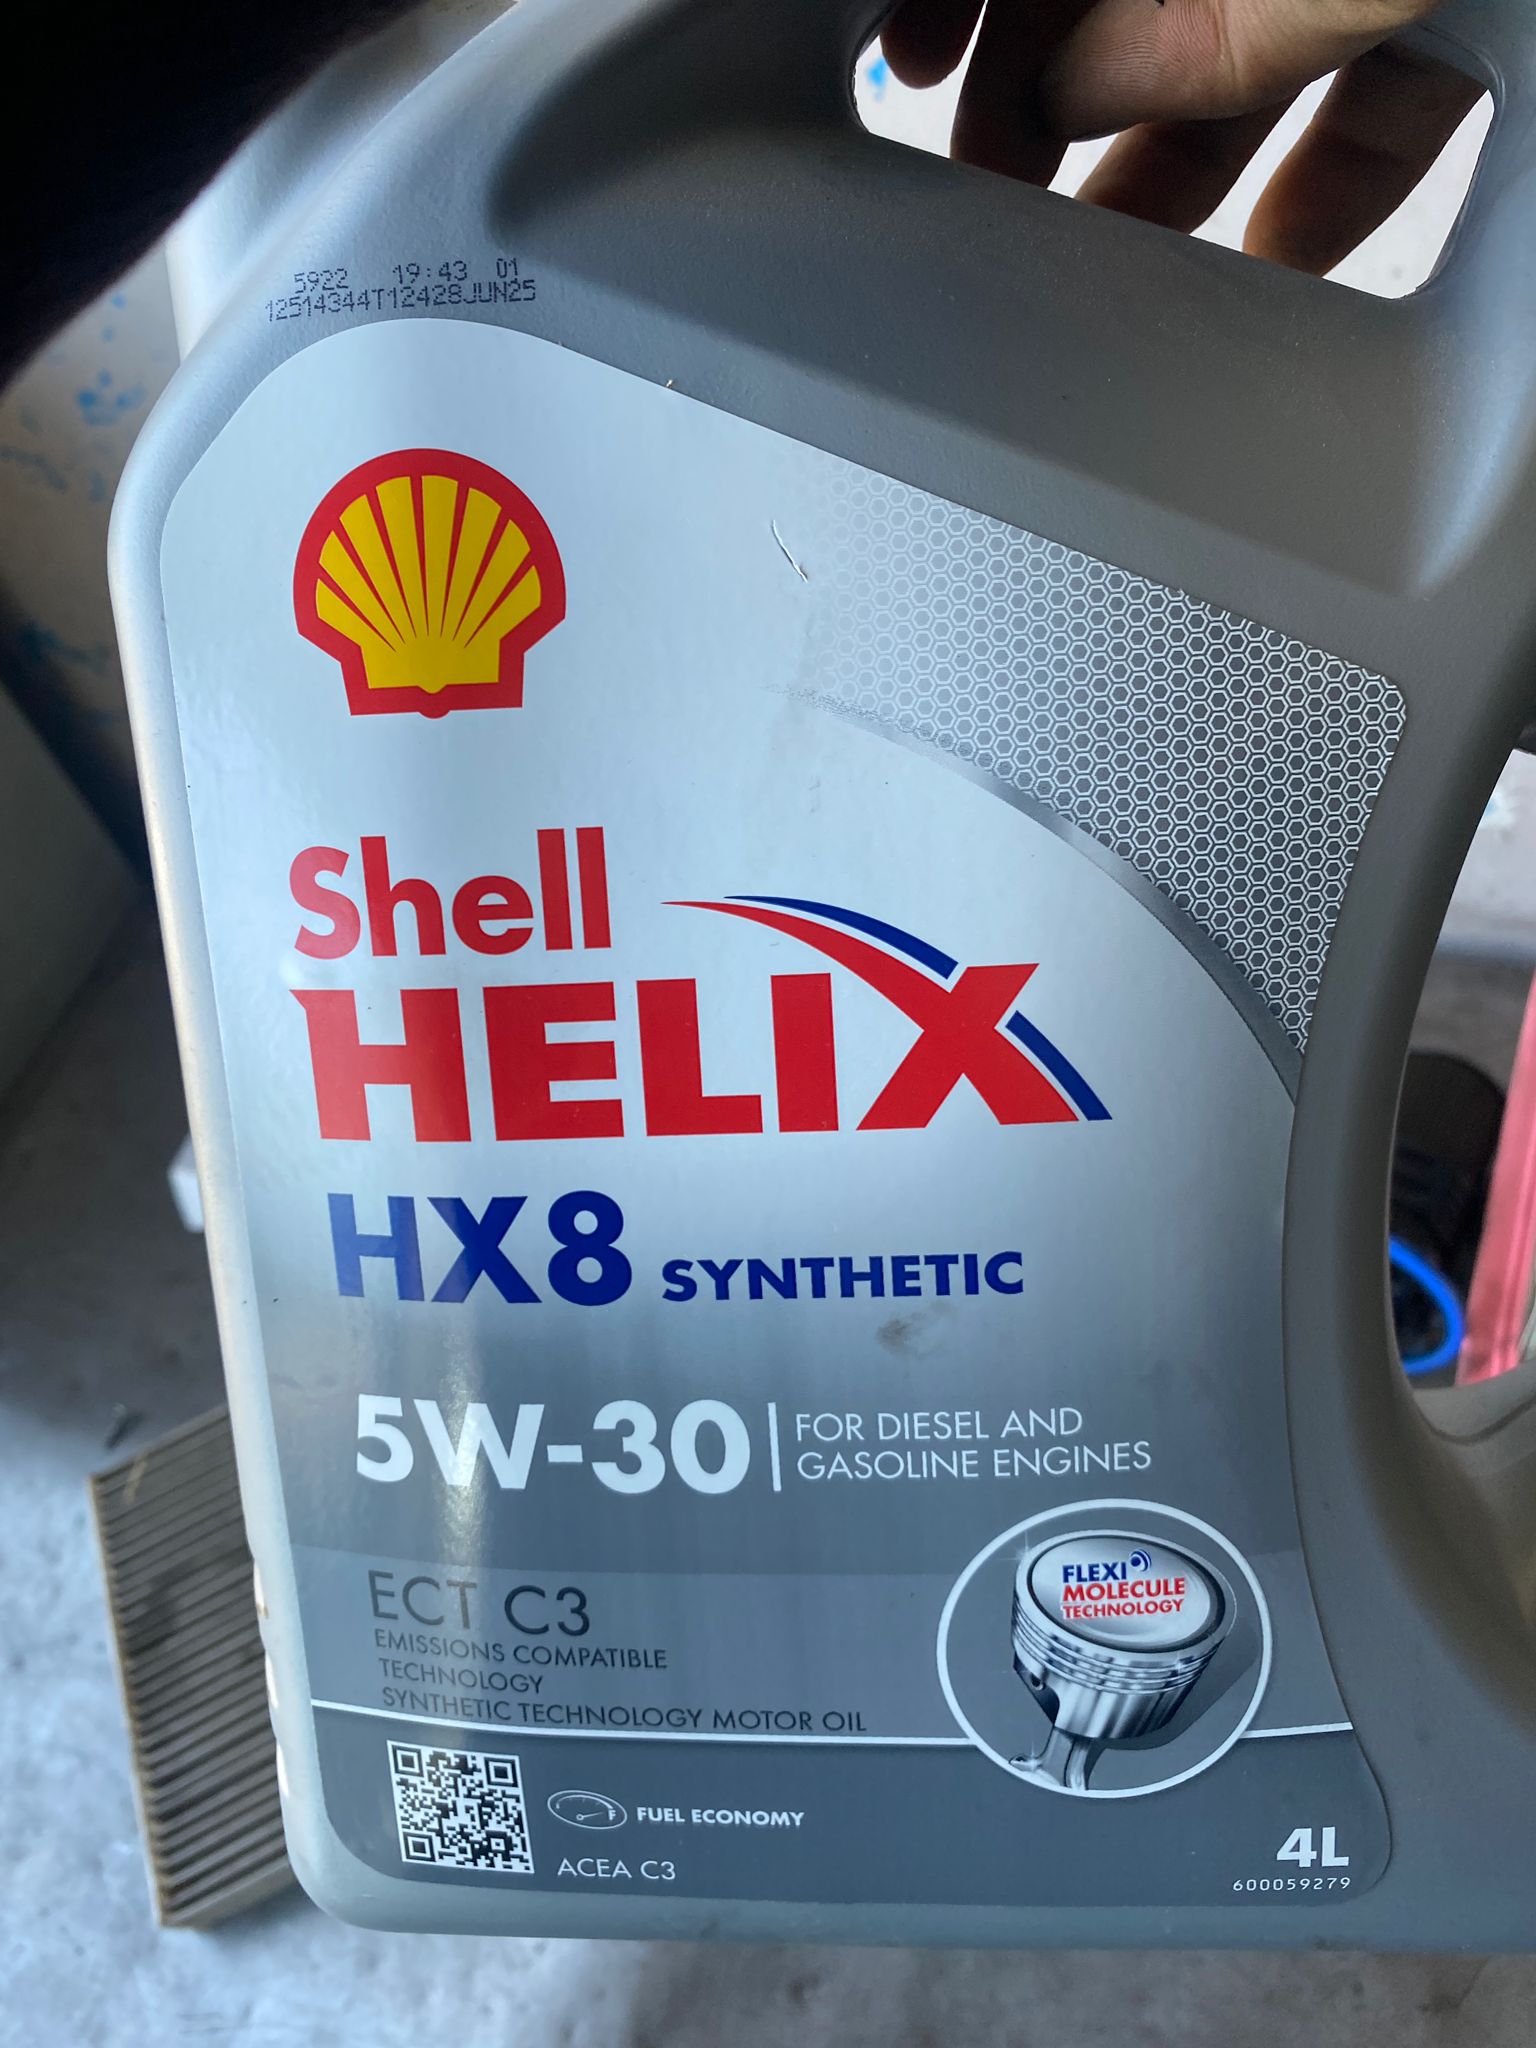 5922 19:43 01
12514344T12428JUN25
Shell
HELIX
HX8 SYNTHETIC
5W-30
FOR DIESEL AND
GASOLINE ENGINES
ECT C3
EMISSIONS COMPATIBLE
TECHNOLOGY
SYNTHETIC TECHNOLOGY MOTOR OIL
FLEXI
MOLECULE
TECHNOLOGY
F FUEL ECONOMY
ACEA C3
4L
600059279